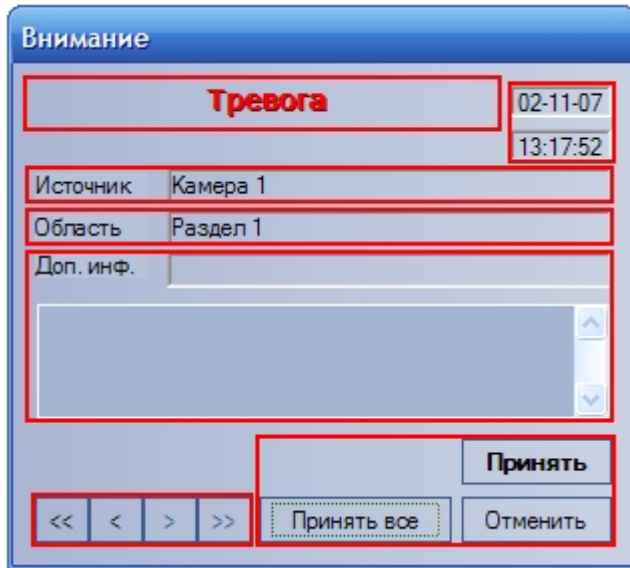 Внимание
Тревога
02-11-07
13:17:52
Источник Камера 1
Область Раздел 1
Доп. инф.
Принять
<< < > >> Принять все Отменить